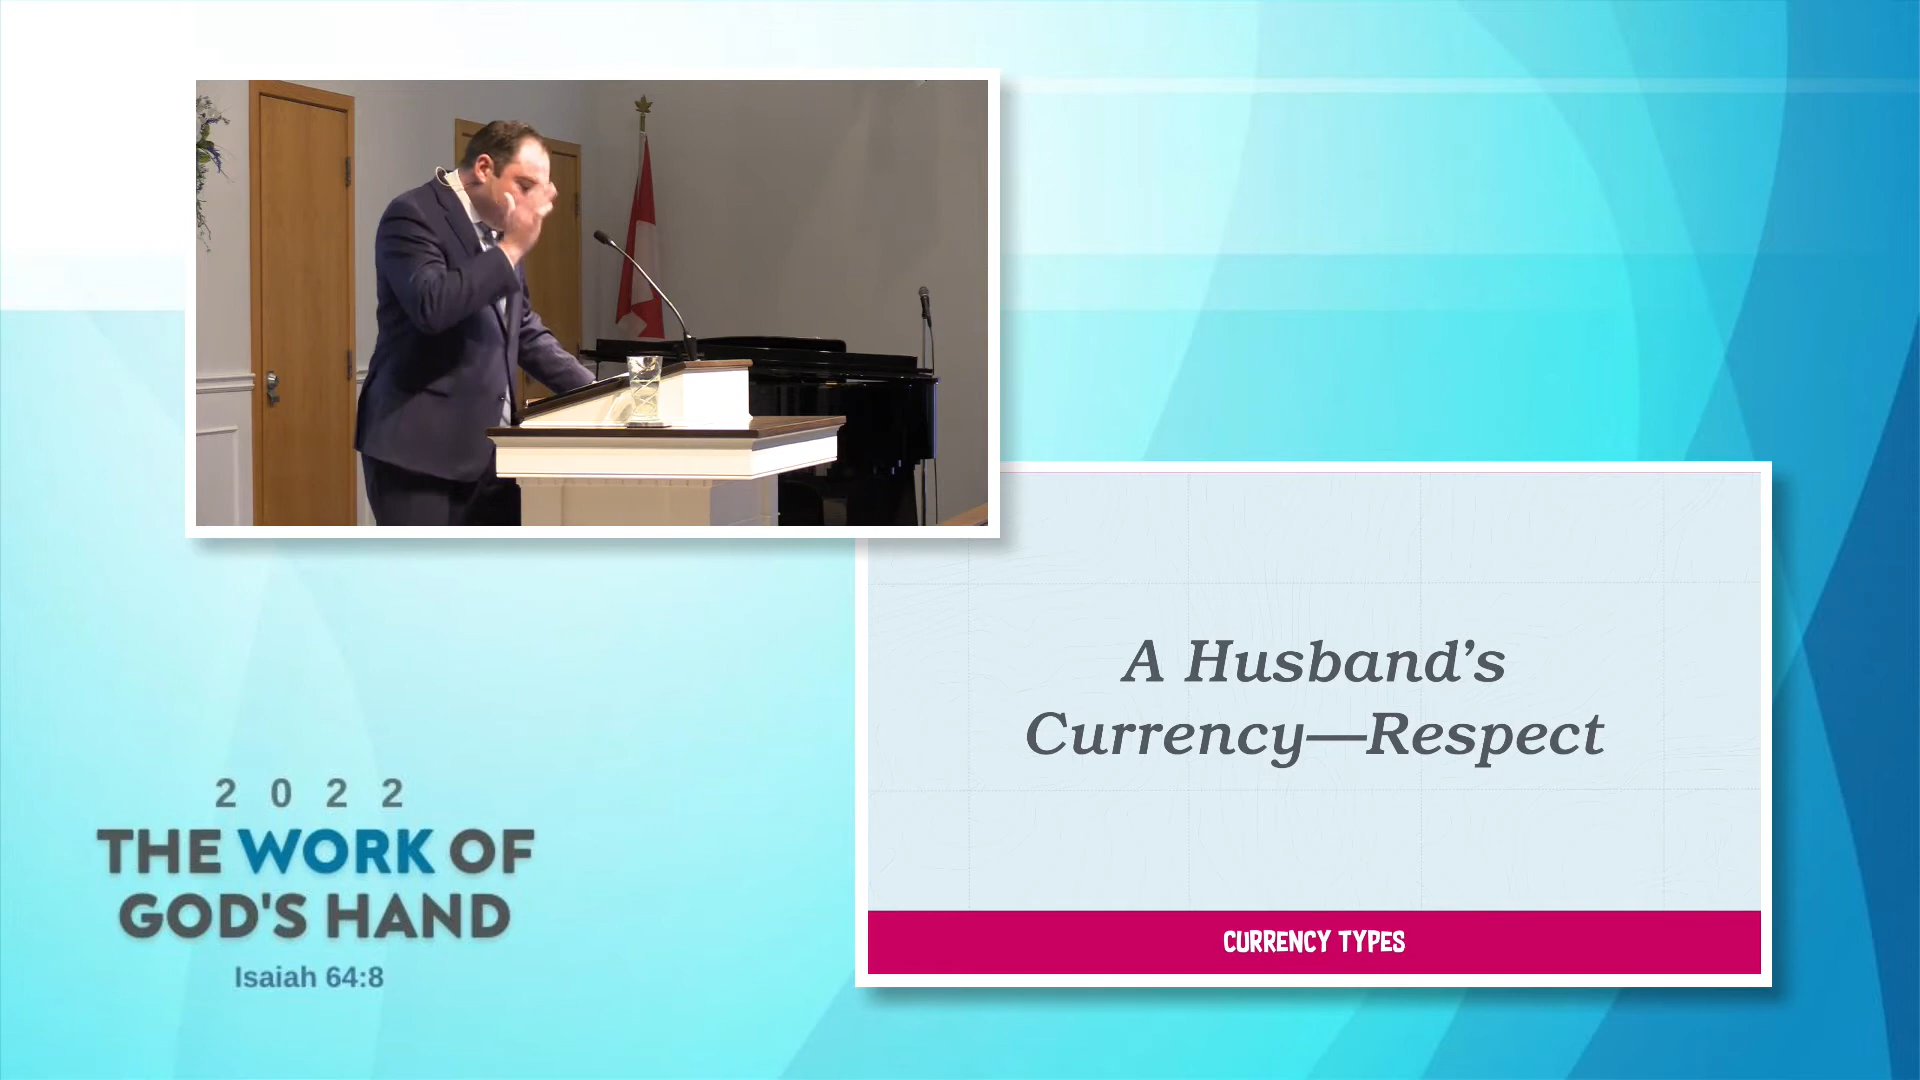 A Husband’s
Currency—Respect
CURRENCY TYPES
2022
THE WORK OF
GOD'S HAND
Isaiah 64:8